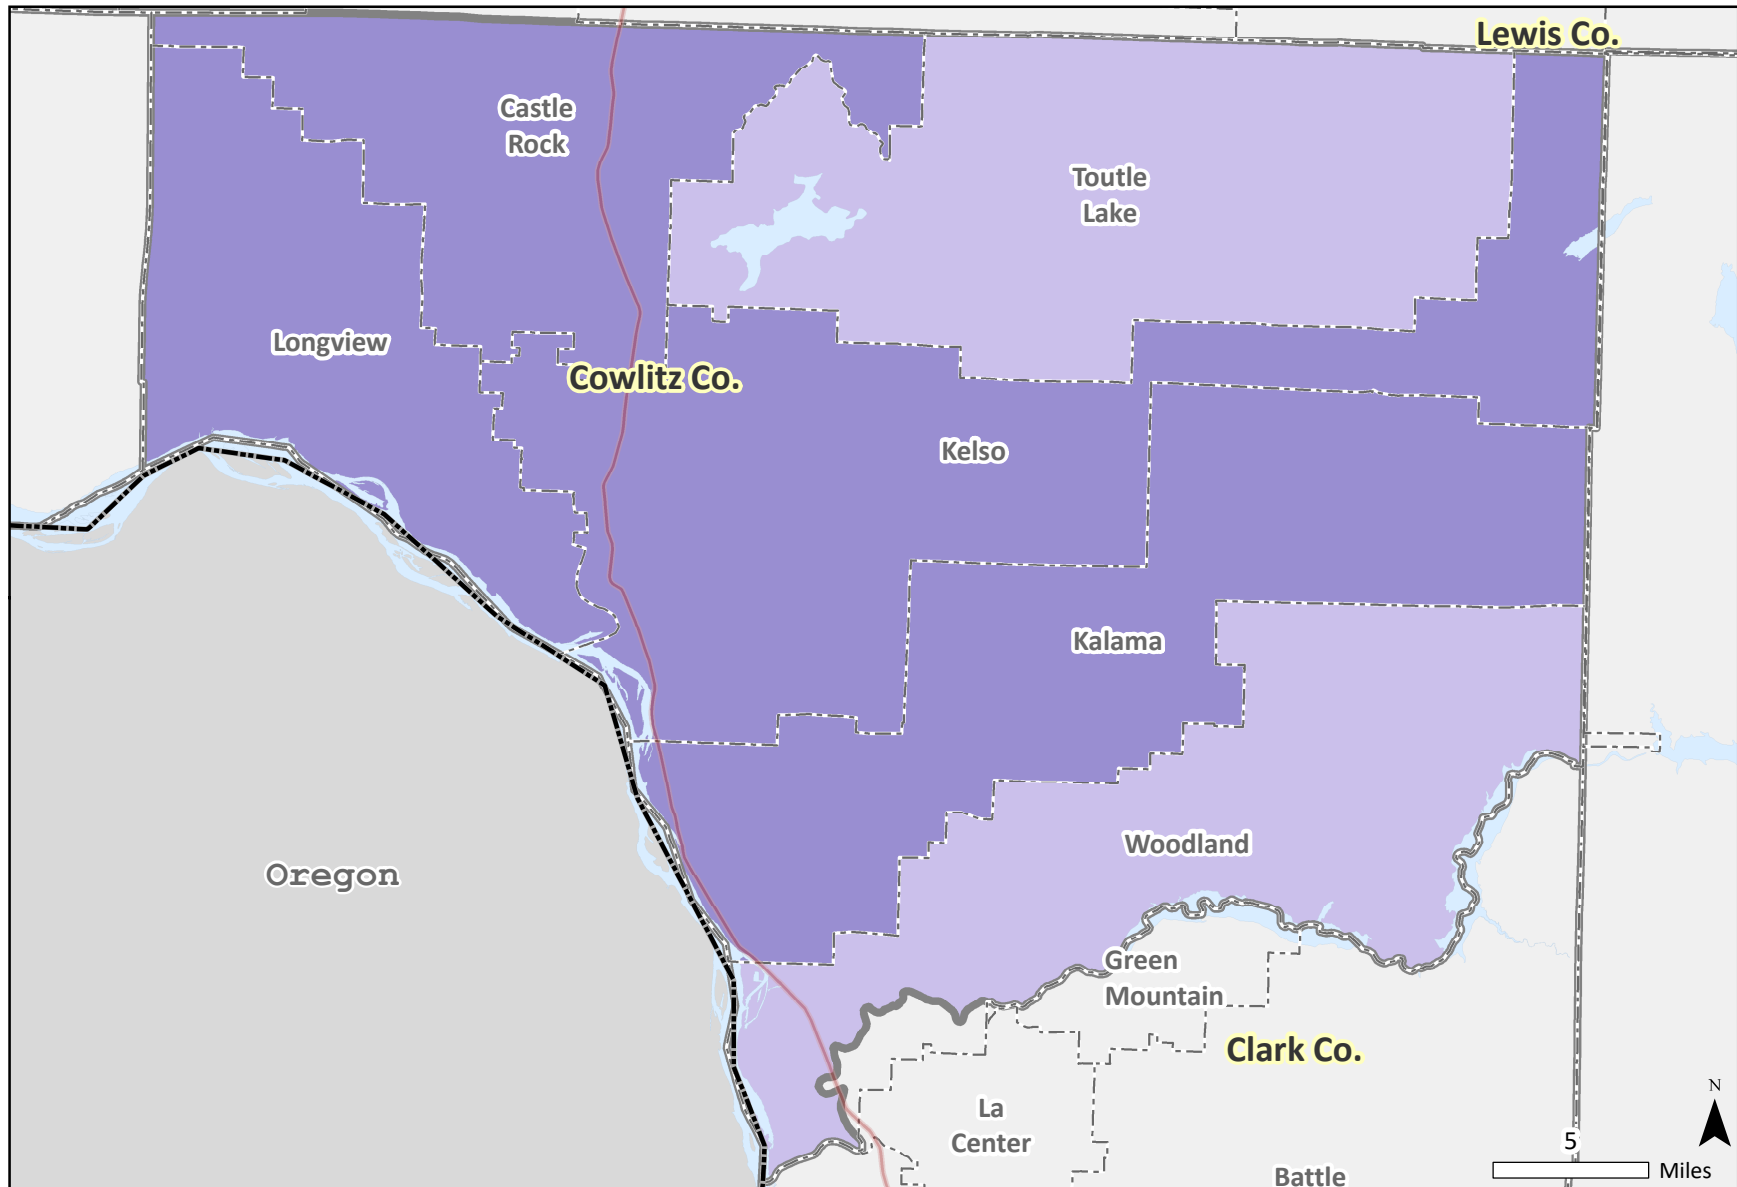 Lewis Co.
Castle
Rock
Toutle
Lake
Longview
Cowlitz Co.
Kelso
Kalama
Woodland
Oregon
Green
Mountain
Clark Co.
La
Center
Battle
N
5
Miles